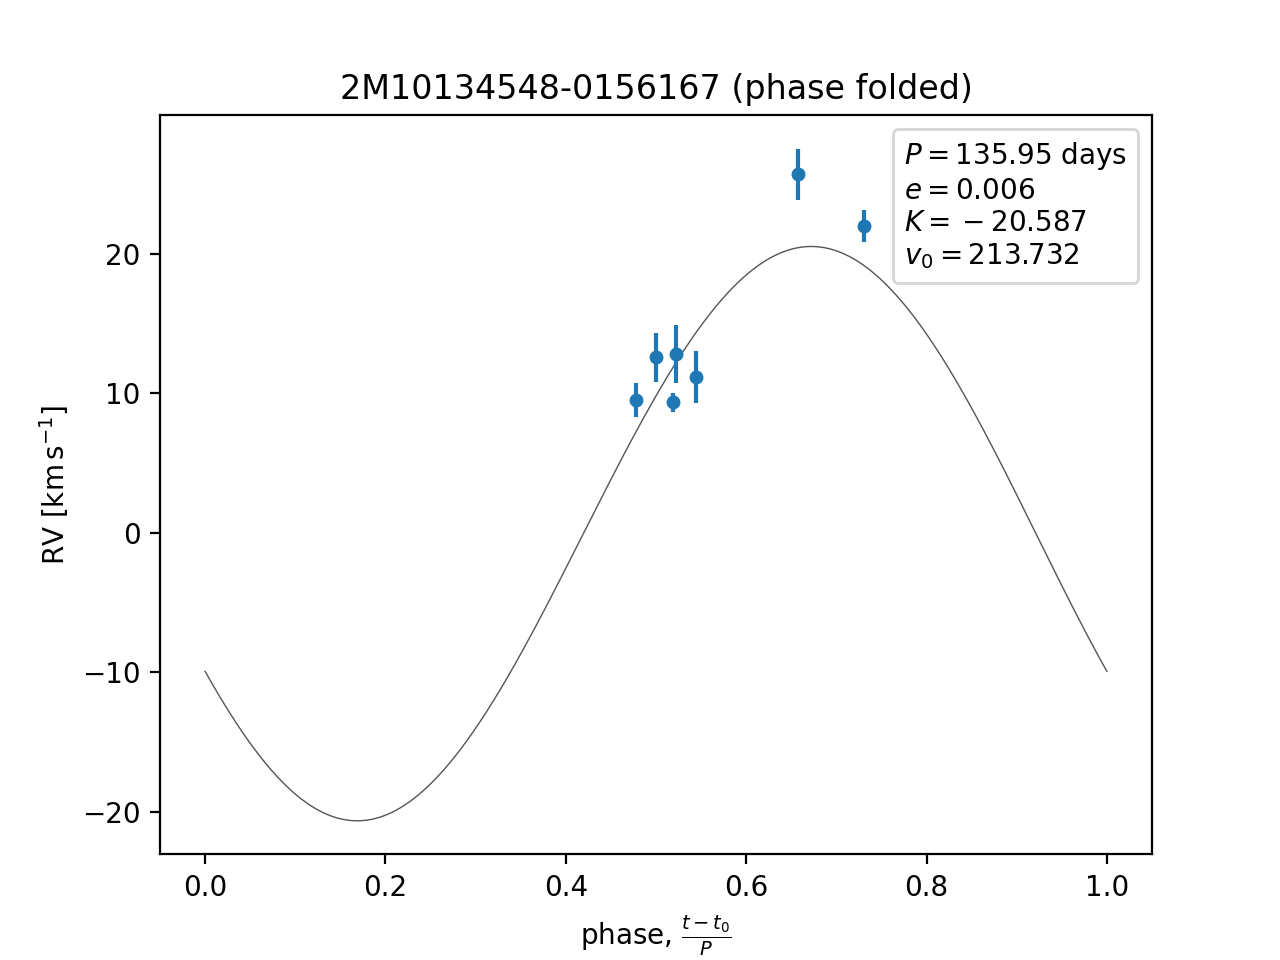 2M10134548-0156167 (phase folded)
P = 135.95 days
e = 0.006
K = −20.587
v₀ = 213.732
RV [km s⁻¹]
20
10
0
−10
−20
0.0 0.2 0.4 0.6 0.8 1.0
phase, (t − t₀)/P